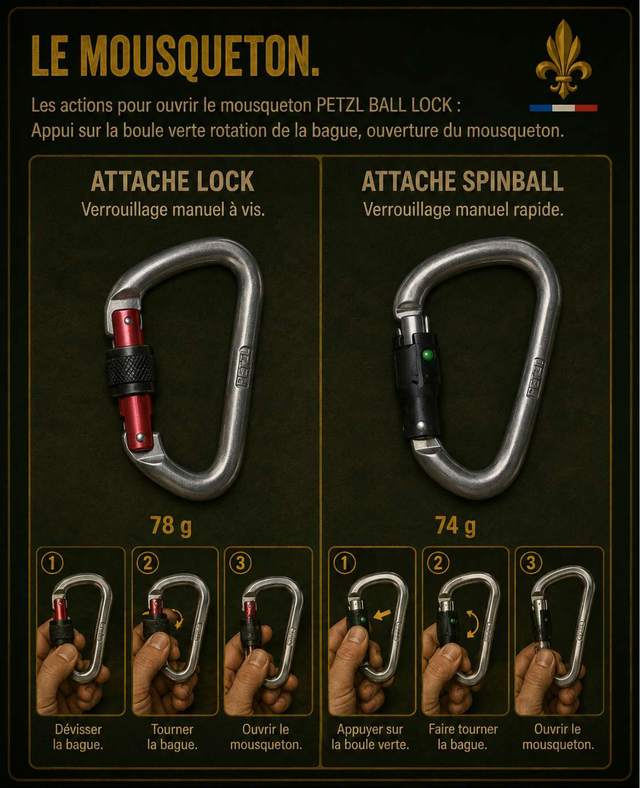 LE MOUSQUETON.
Les actions pour ouvrir le mousqueton PETZL BALL LOCK :
Appui sur la boule verte rotation de la bague, ouverture du mousqueton.
ATTACHE LOCK
Verrouillage manuel à vis.
PETZL
78 g
1
Dévisser
la bague.
2
Tourner
la bague.
3
Ouvrir le
mousqueton.
ATTACHE SPINBALL
Verrouillage manuel rapide.
PETZL
74 g
1
Appuyer sur
la boule verte.
2
Faire tourner
la bague.
3
Ouvrir le
mousqueton.